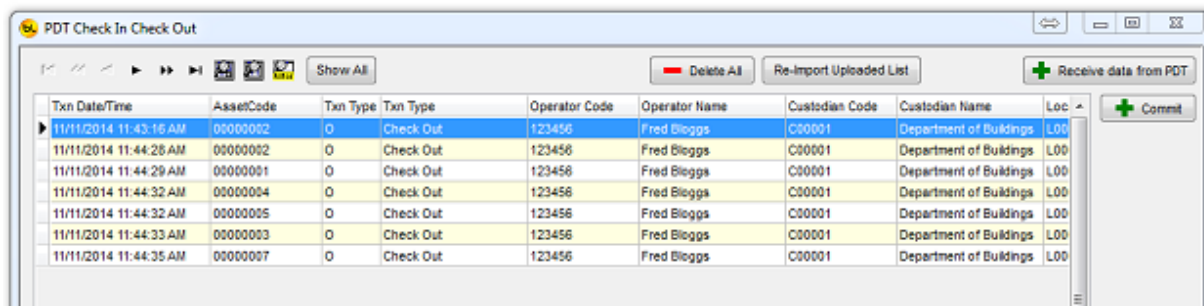 bL PDT Check In Check Out
Show All Delete All Re-Import Uploaded List Receive data from PDT
Txn Date/Time AssetCode Txn Type Txn Type Operator Code Operator Name Custodian Code Custodian Name Loc Commit
11/11/2014 11:43:16 AM 00000002 O Check Out 123456 Fred Bloggs C00001 Department of Buildings L00
11/11/2014 11:44:28 AM 00000002 O Check Out 123456 Fred Bloggs C00001 Department of Buildings L00
11/11/2014 11:44:29 AM 00000001 O Check Out 123456 Fred Bloggs C00001 Department of Buildings L00
11/11/2014 11:44:32 AM 00000004 O Check Out 123456 Fred Bloggs C00001 Department of Buildings L00
11/11/2014 11:44:32 AM 00000005 O Check Out 123456 Fred Bloggs C00001 Department of Buildings L00
11/11/2014 11:44:33 AM 00000003 O Check Out 123456 Fred Bloggs C00001 Department of Buildings L00
11/11/2014 11:44:35 AM 00000007 O Check Out 123456 Fred Bloggs C00001 Department of Buildings L00